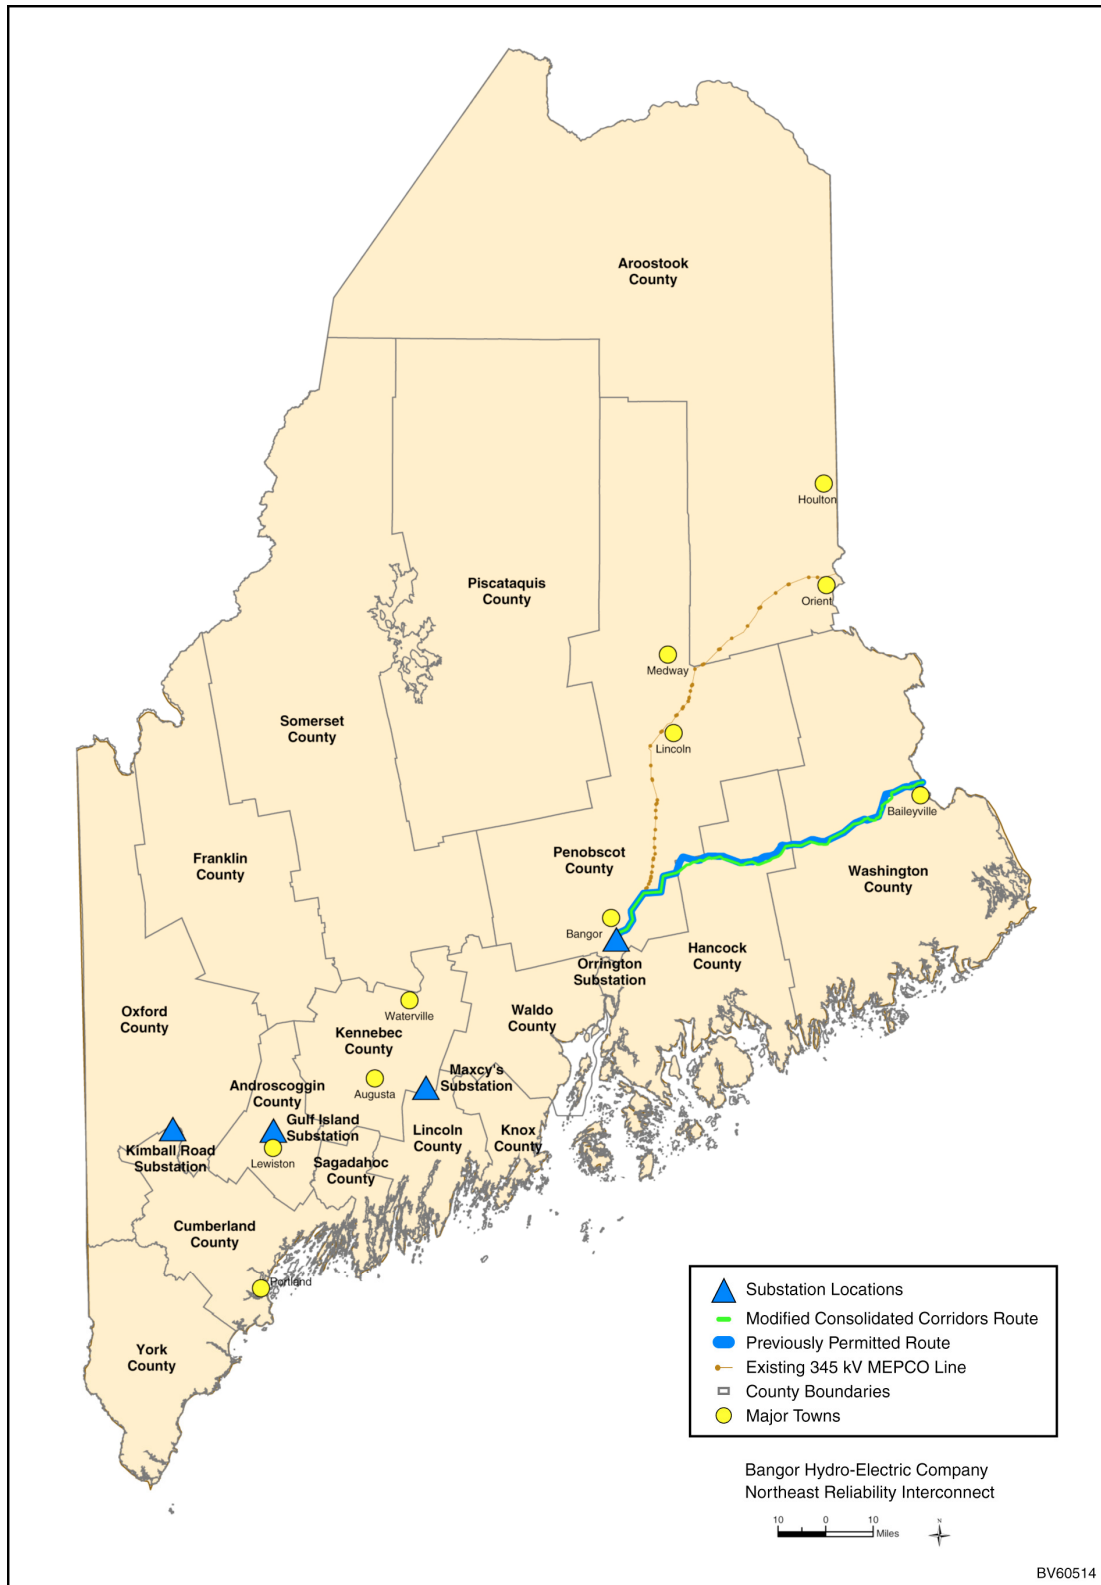 Aroostook
County
Houlton
Orient
Piscataquis
County
Medway
Somerset
County
Lincoln
Baileyville
Franklin
County
Penobscot
County
Washington
County
Bangor
Hancock
County
Orrington
Substation
Oxford
County
Waterville
Waldo
County
Kennebec
County
Maxcy's
Substation
Androscoggin
County
Augusta
Gulf Island
Substation
Lincoln
County
Knox
County
Kimball Road
Substation
Lewiston
Sagadahoc
County
Cumberland
County
Portland
York
County
Substation Locations
Modified Consolidated Corridors Route
Previously Permitted Route
Existing 345 kV MEPCO Line
County Boundaries
Major Towns
Bangor Hydro-Electric Company
Northeast Reliability Interconnect
10 0 10
Miles
N
BV60514